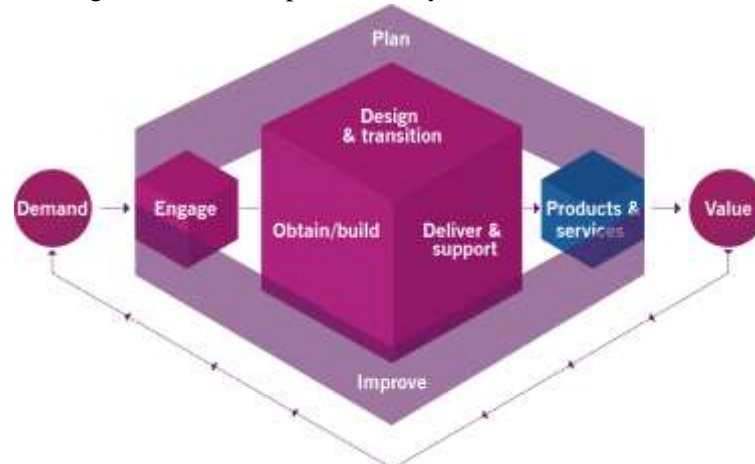 Plan
Design
& transition
Demand
Engage
Obtain/build
Deliver &
support
Products &
services
Value
Improve